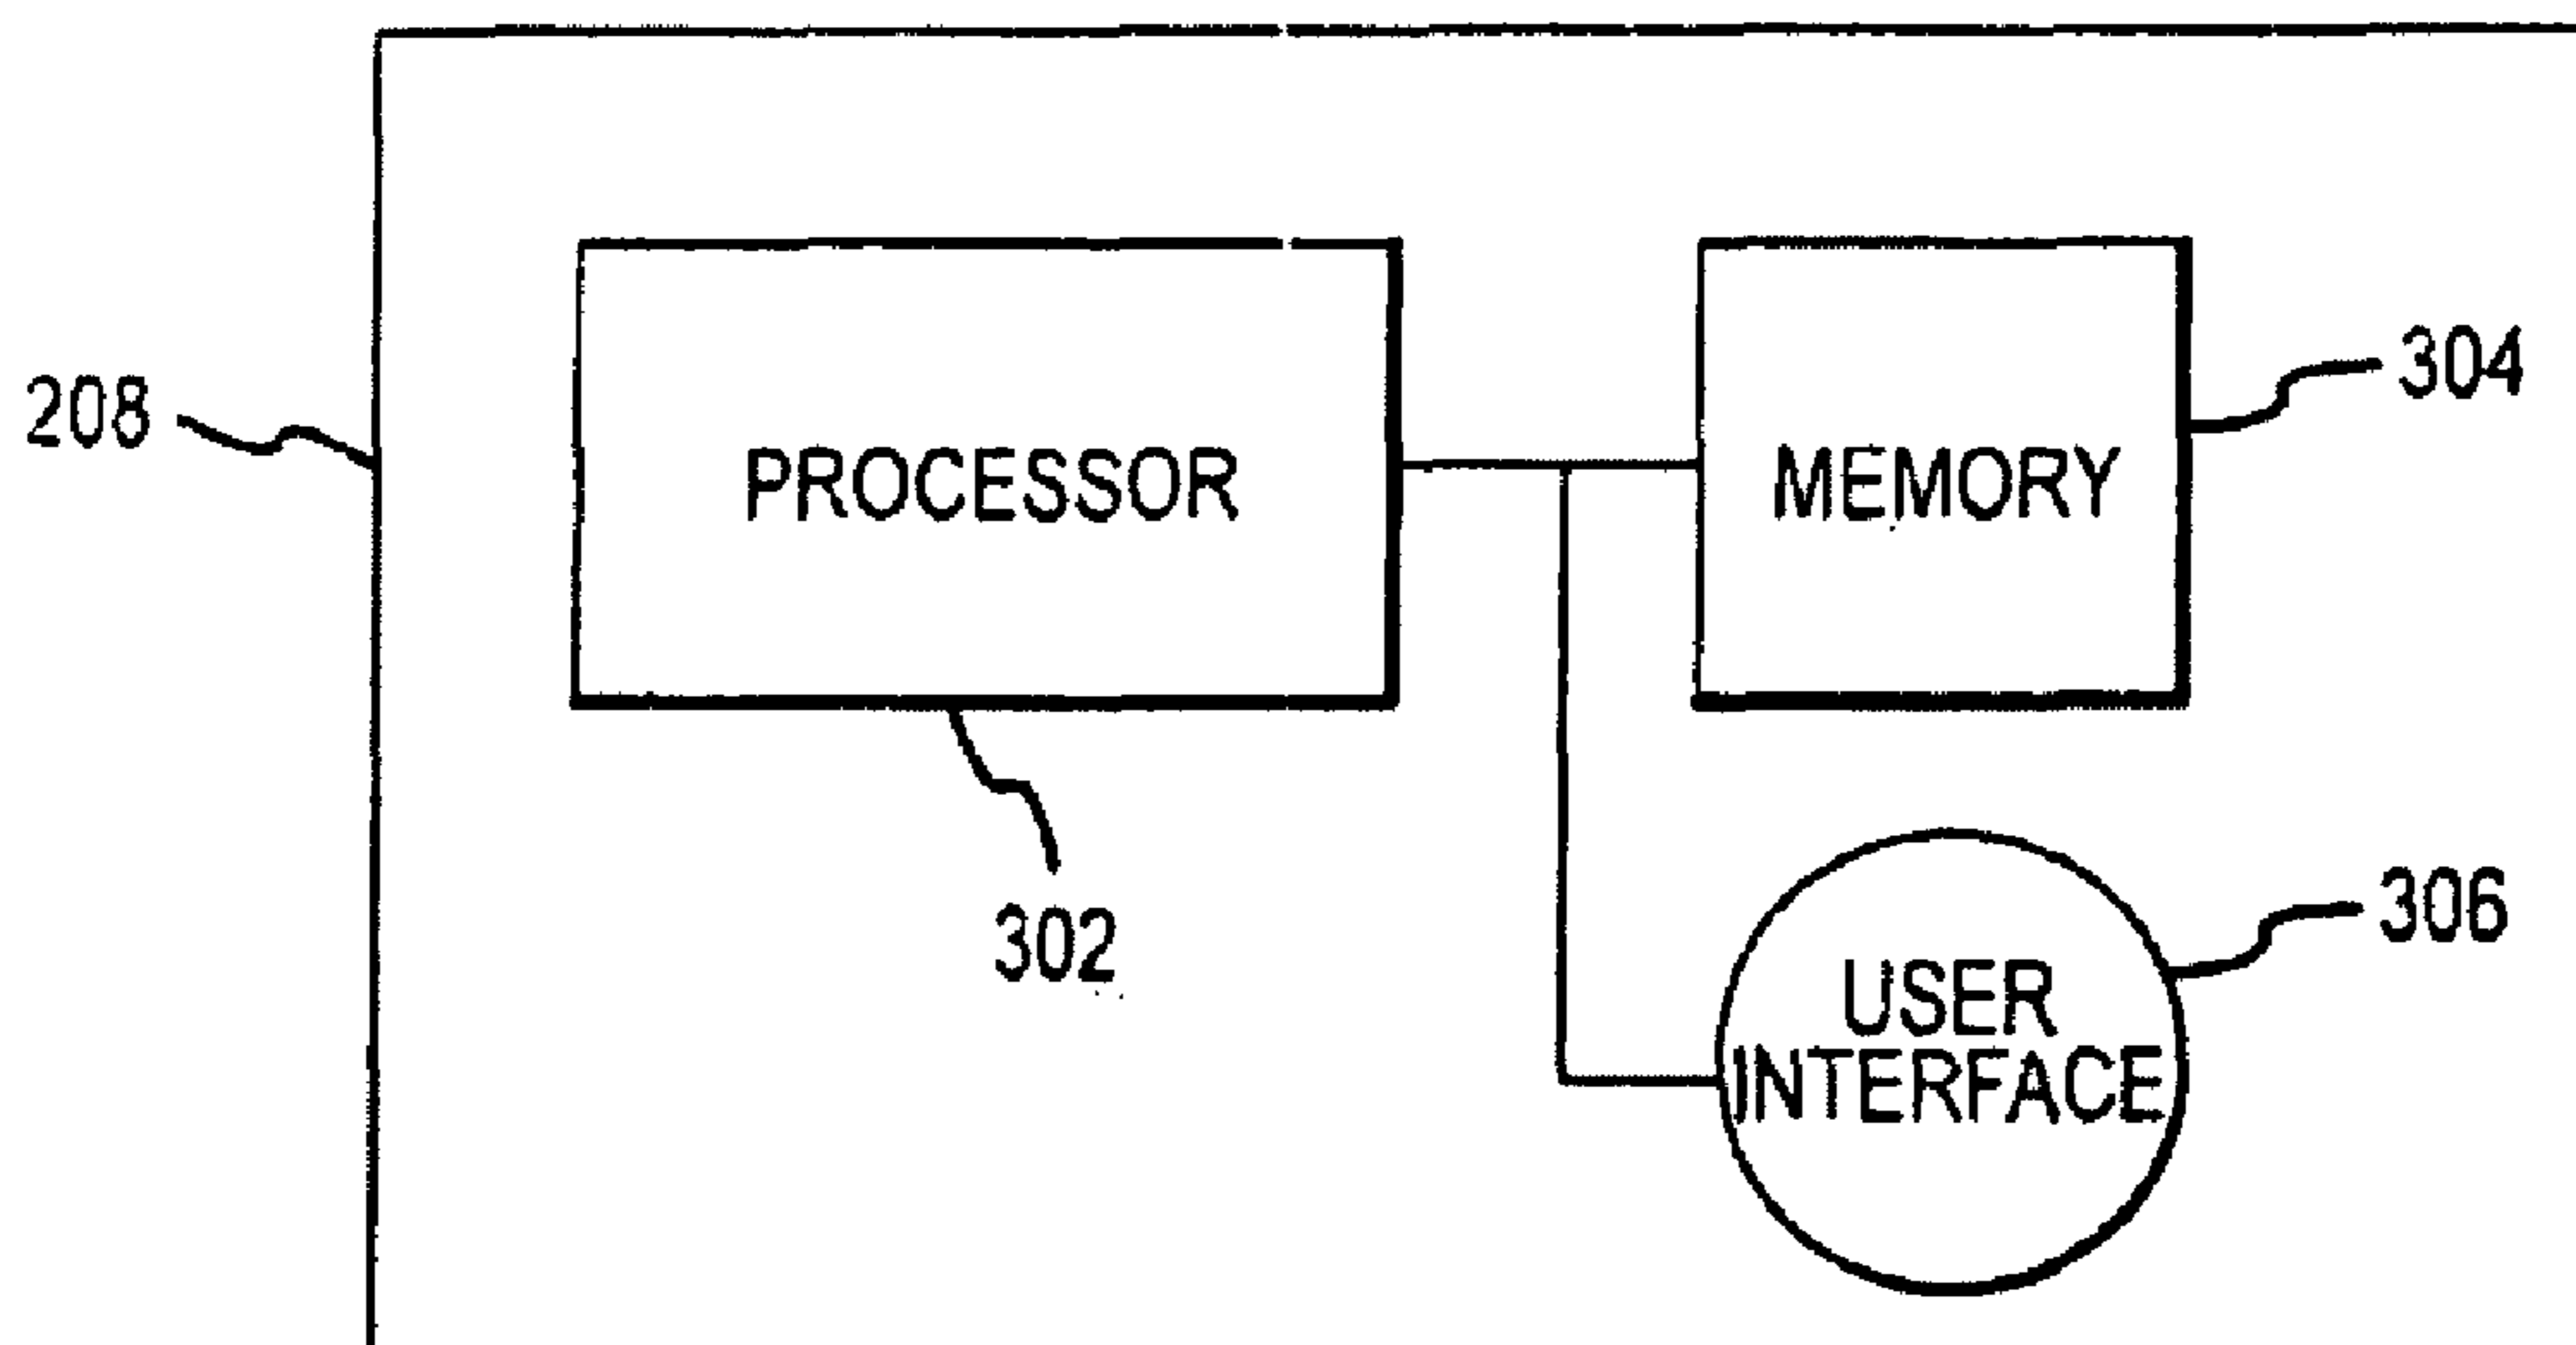 304
208
PROCESSOR
MEMORY
306
302
USER
INTERFACE